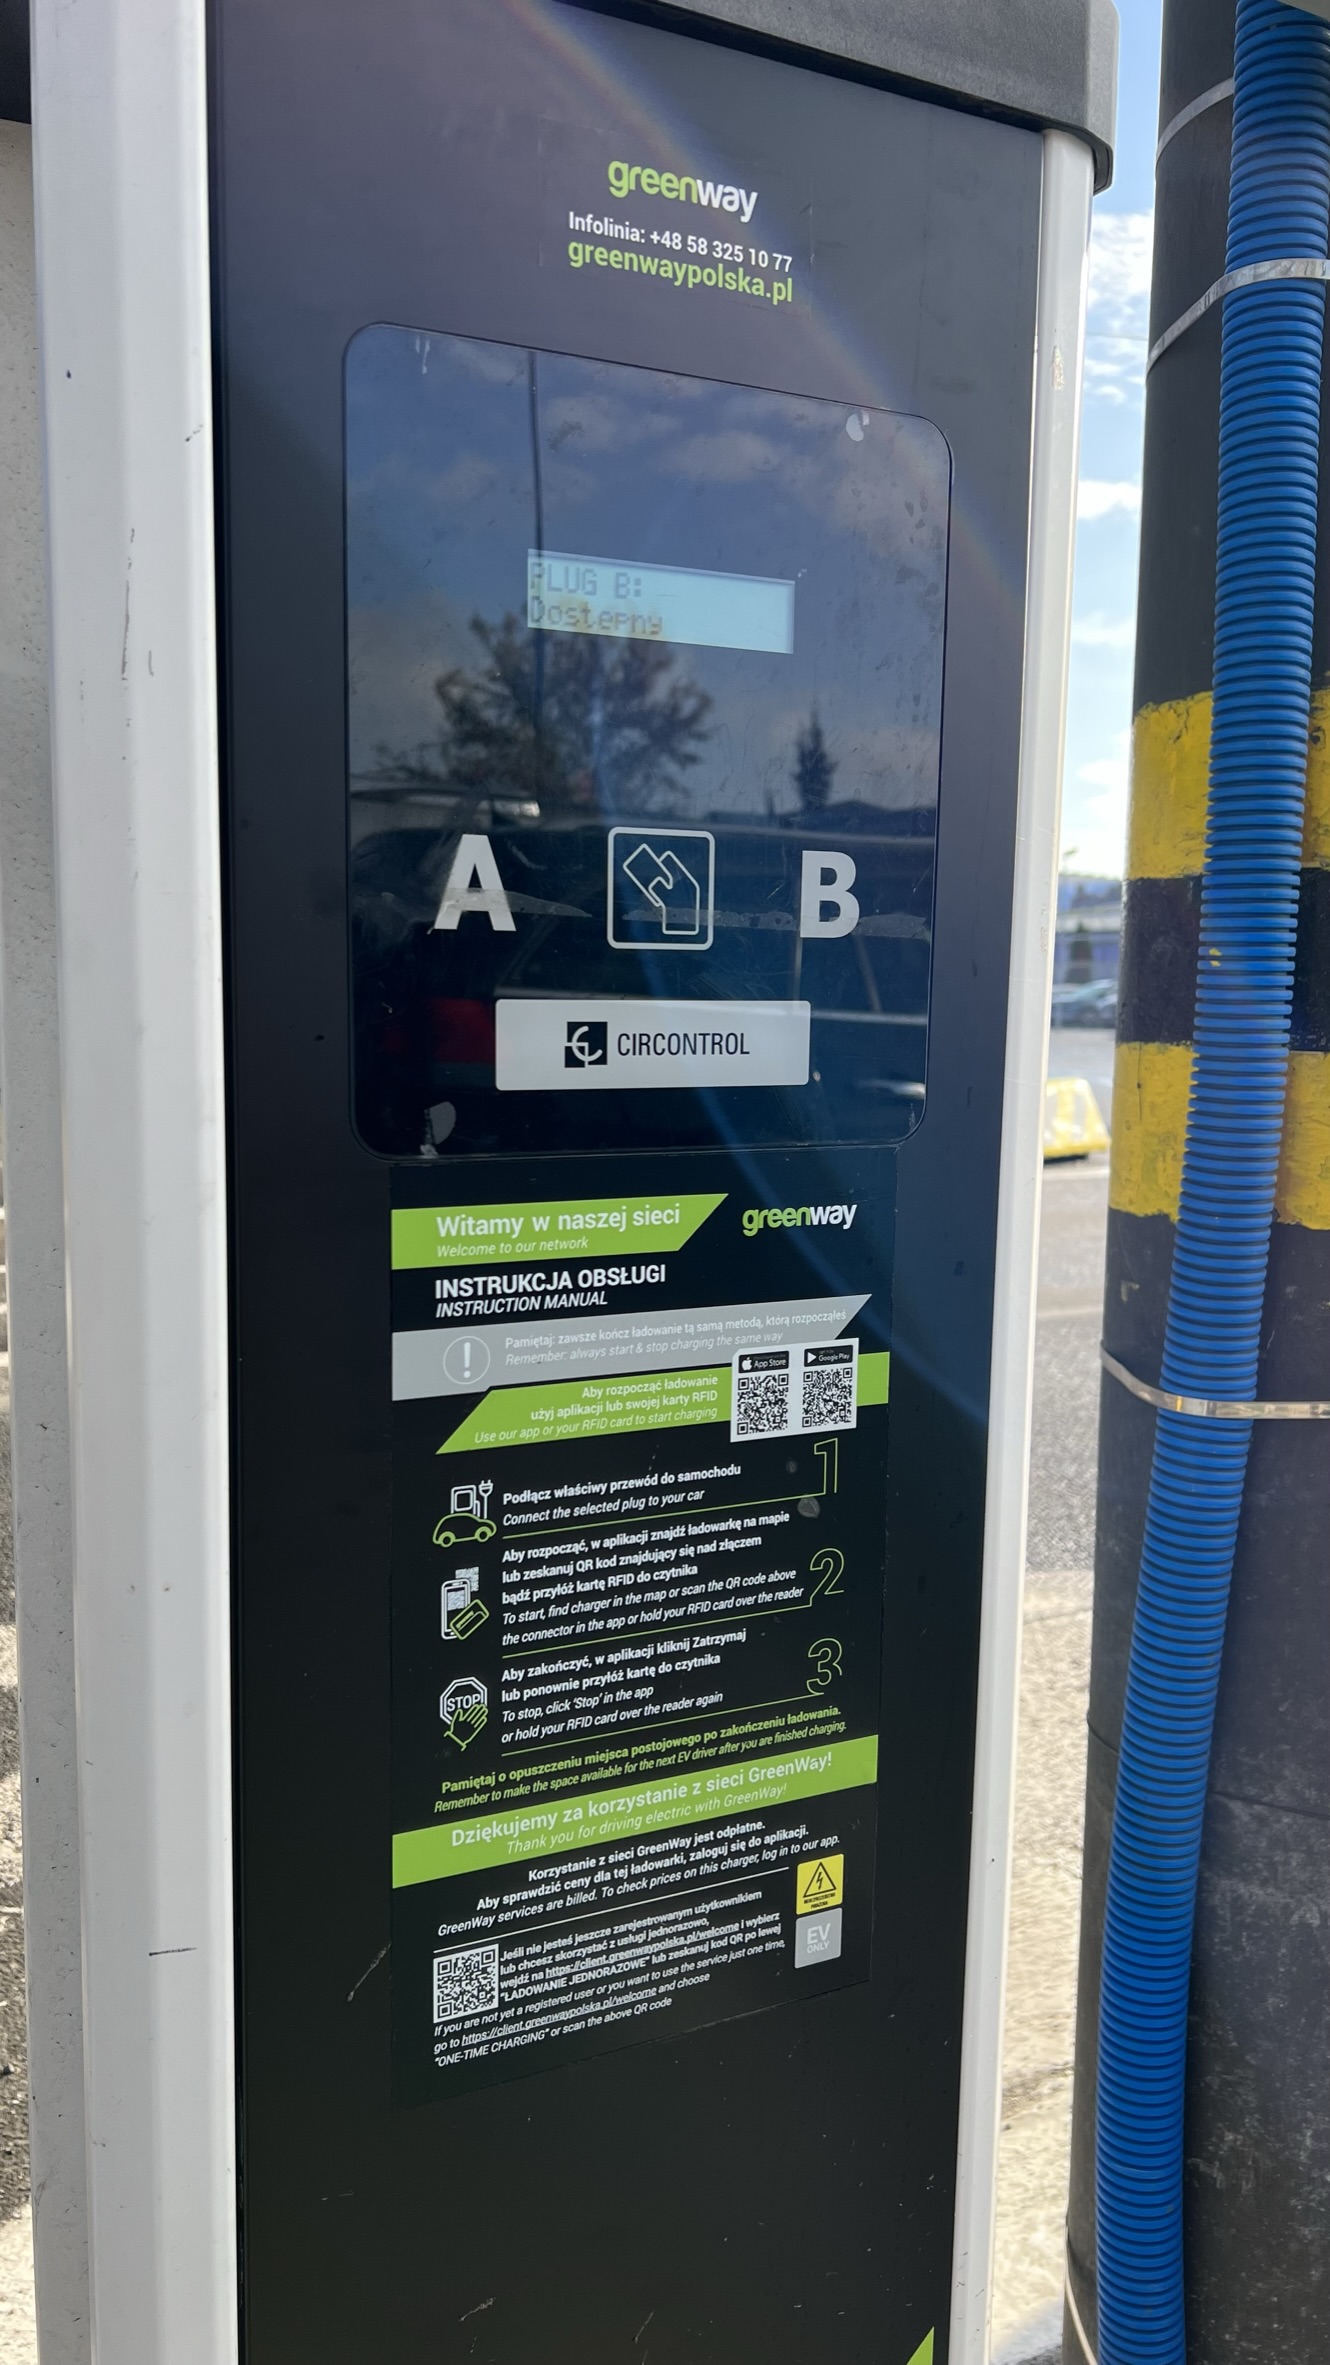 greenway
Infolinia: +48 58 325 10 77
greenwaypolska.pl
PLUG B:
Dostepny
A
B
CIRCONTROL
Witamy w naszej sieci
Welcome to our network
greenway
INSTRUKCJA OBSŁUGI
INSTRUCTION MANUAL
!
Pamiętaj: zawsze kończ ładowanie tą samą metodą, którą rozpocząłeś
Remember: always start & stop charging the same way
Aby rozpocząć ładowanie
użyj aplikacji lub swojej karty RFID
Use our app or your RFID card to start charging
App Store
Google Play
1
Podłącz właściwy przewód do samochodu
Connect the selected plug to your car
2
Aby rozpocząć, w aplikacji znajdź ładowarkę na mapie
lub zeskanuj QR kod znajdujący się nad złączem
bądź przyłóż kartę RFID do czytnika
To start, find charger in the map or scan the QR code above
the connector in the app or hold your RFID card over the reader
3
STOP
Aby zakończyć, w aplikacji kliknij Zatrzymaj
lub ponownie przyłóż kartę do czytnika
To stop, click 'Stop' in the app
or hold your RFID card over the reader again
Pamiętaj o opuszczeniu miejsca postojowego po zakończeniu ładowania.
Remember to make the space available for the next EV driver after you are finished charging.
Dziękujemy za korzystanie z sieci GreenWay!
Thank you for driving electric with GreenWay!
Korzystanie z sieci GreenWay jest odpłatne.
Aby sprawdzić ceny dla tej ładowarki, zaloguj się do aplikacji.
GreenWay services are billed. To check prices on this charger, log in to our app.
Jeśli nie jesteś jeszcze zarejestrowanym użytkownikiem
lub chcesz skorzystać z usługi jednorazowo,
wejdź na https://client.greenwaypolska.pl/welcome i wybierz
"ŁADOWANIE JEDNORAZOWE" lub zeskanuj kod QR po lewej
If you are not yet a registered user or you want to use the service just one time,
go to https://client.greenwaypolska.pl/welcome and choose
"ONE-TIME CHARGING" or scan the above QR code
EV
ONLY